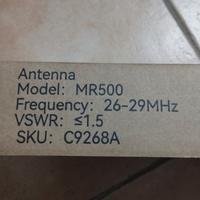 Antenna
Model: MR500
Frequency: 26-29MHz
VSWR: ≤1.5
SKU: C9268A